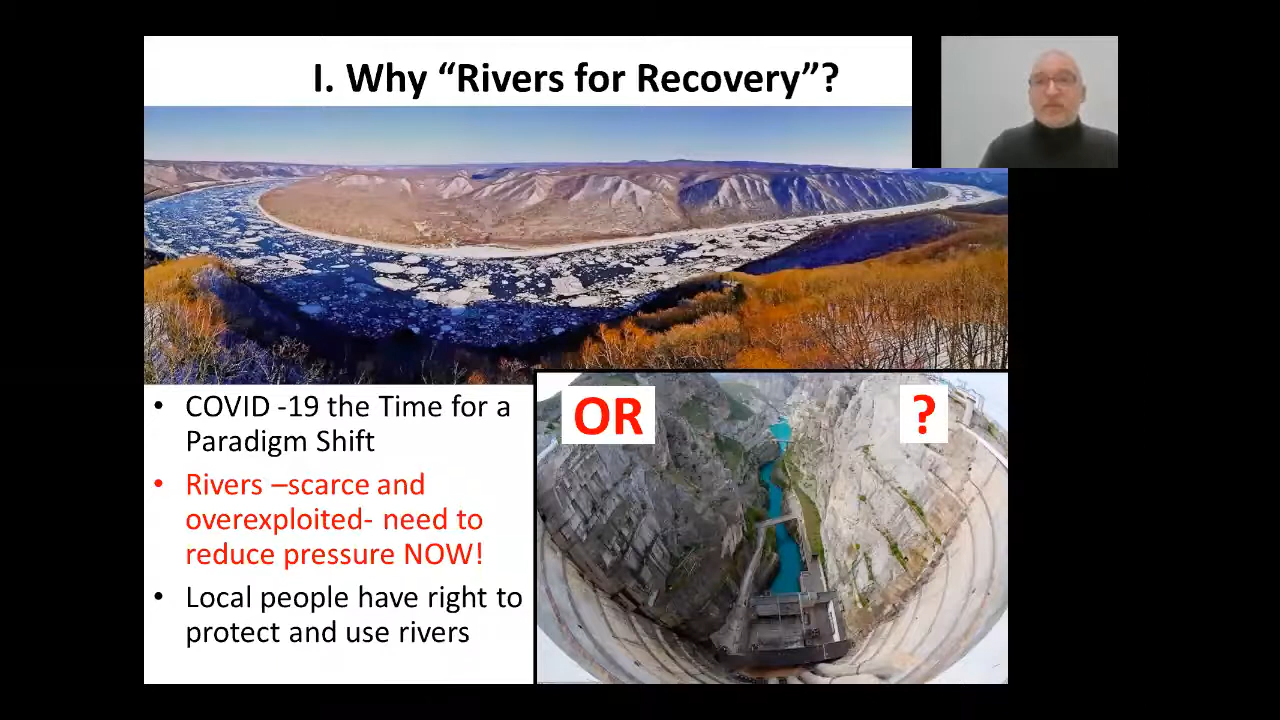 I. Why “Rivers for Recovery”?
• COVID -19 the Time for a
Paradigm Shift
• Rivers –scarce and
overexploited- need to
reduce pressure NOW!
• Local people have right to
protect and use rivers
OR
?